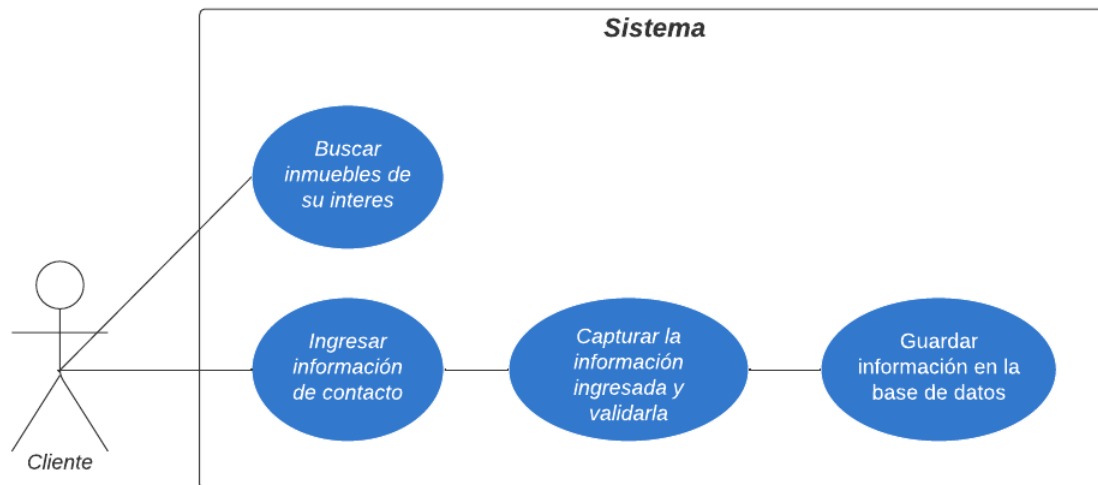 Sistema
Buscar
inmuebles de
su interes
Ingresar
información
de contacto
Capturar la
información
ingresada y
validarla
Guardar
información en la
base de datos
Cliente